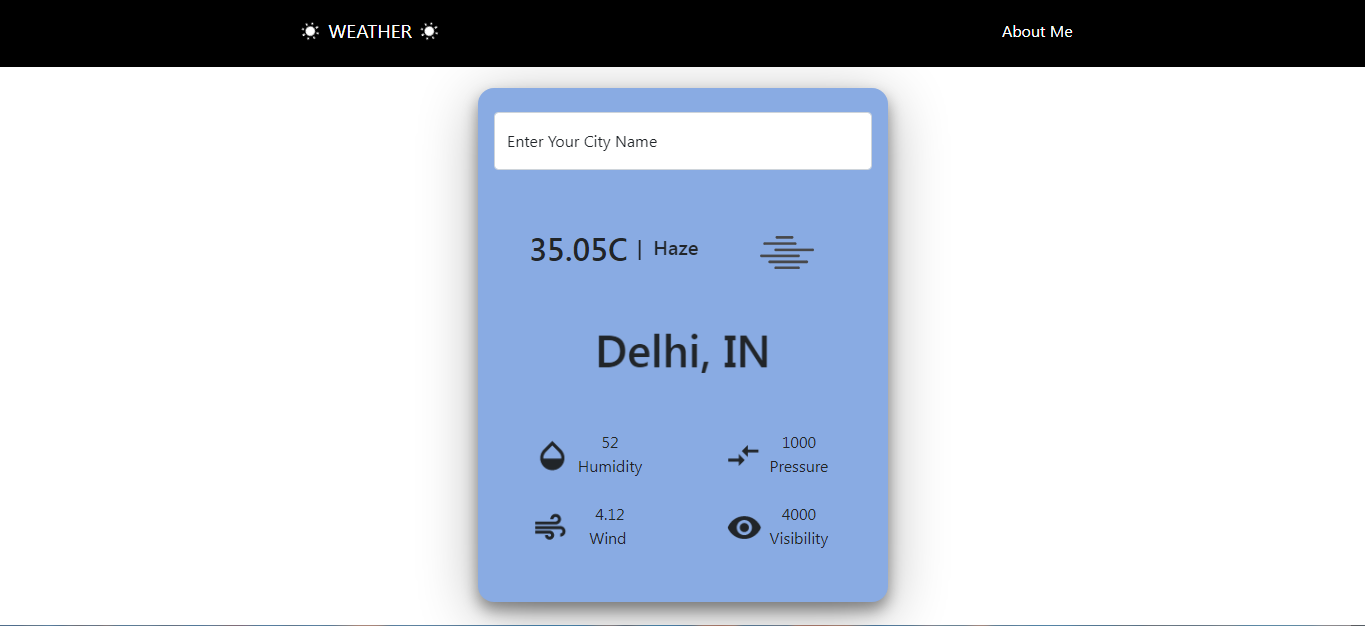 WEATHER
About Me
Enter Your City Name
35.05C | Haze
Delhi, IN
52
Humidity
1000
Pressure
4.12
Wind
4000
Visibility